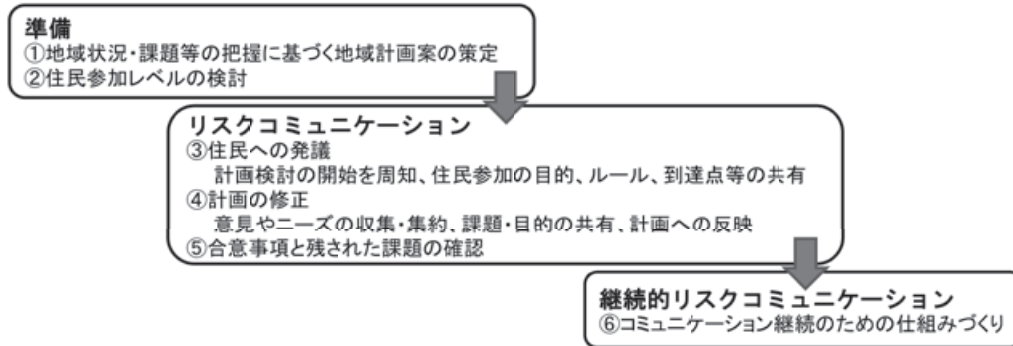 準備
①地域状況・課題等の把握に基づく地域計画案の策定
②住民参加レベルの検討
リスクコミュニケーション
③住民への発議
計画検討の開始を周知、住民参加の目的、ルール、到達点等の共有
④計画の修正
意見やニーズの収集・集約、課題・目的の共有、計画への反映
⑤合意事項と残された課題の確認
継続的リスクコミュニケーション
⑥コミュニケーション継続のための仕組みづくり